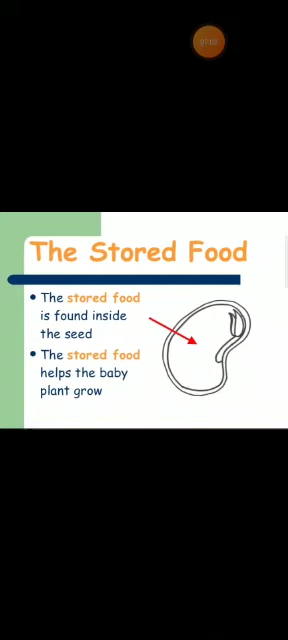 The Stored Food
The stored food
is found inside
the seed
The stored food
helps the baby
plant grow